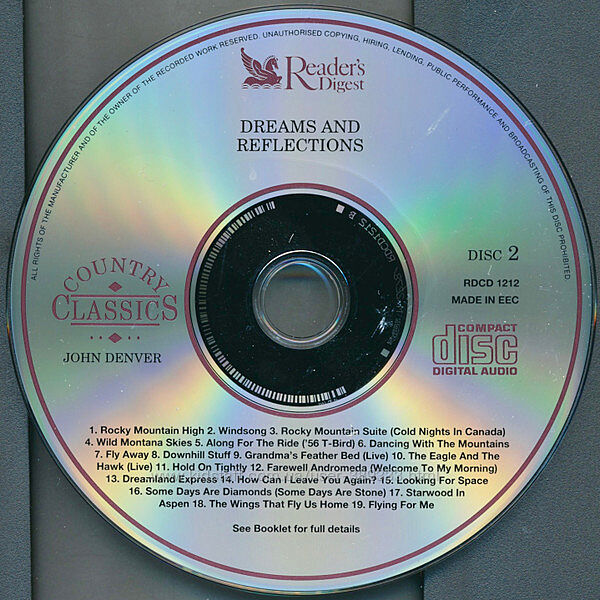 ALL RIGHTS OF THE MANUFACTURER AND OF THE OWNER OF THE RECORDED WORK RESERVED. UNAUTHORISED COPYING, HIRING, LENDING, PUBLIC PERFORMANCE AND BROADCASTING OF THIS DISC PROHIBITED
Reader's
Digest
DREAMS AND
REFLECTIONS
DISC 2
RDCD 1212
MADE IN EEC
COUNTRY
CLASSICS
JOHN DENVER
COMPACT
disc
DIGITAL AUDIO
1. Rocky Mountain High 2. Windsong 3. Rocky Mountain Suite (Cold Nights In Canada)
4. Wild Montana Skies 5. Along For The Ride ('56 T-Bird) 6. Dancing With The Mountains
7. Fly Away 8. Downhill Stuff 9. Grandma's Feather Bed (Live) 10. The Eagle And The
Hawk (Live) 11. Hold On Tightly 12. Farewell Andromeda (Welcome To My Morning)
13. Dreamland Express 14. How Can I Leave You Again? 15. Looking For Space
16. Some Days Are Diamonds (Some Days Are Stone) 17. Starwood In
Aspen 18. The Wings That Fly Us Home 19. Flying For Me
See Booklet for full details